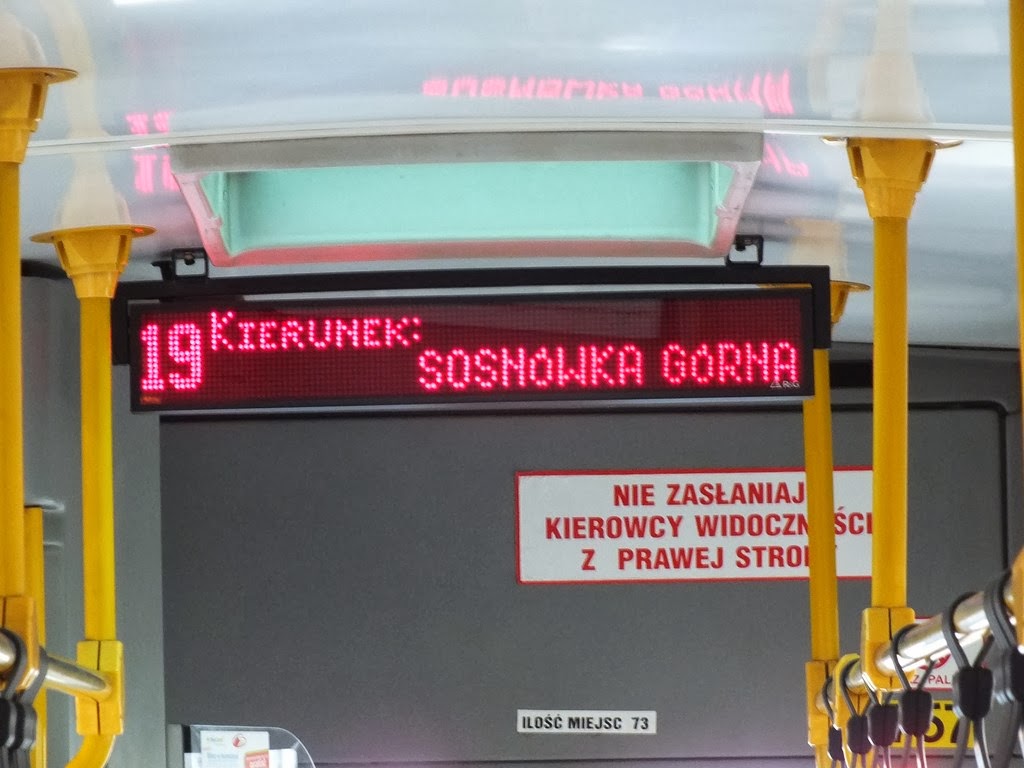 19 KIERUNEK:
SOSNÓWKA GÓRNA
R&G
NIE ZASŁANIAJ
KIEROWCY WIDOCZNOŚCI
Z PRAWEJ STRONY
ILOŚĆ MIEJSC 73